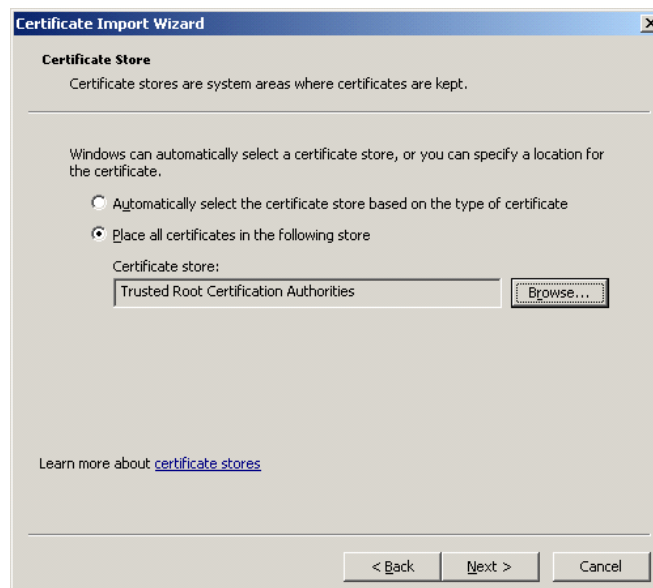 Certificate Import Wizard
Certificate Store
Certificate stores are system areas where certificates are kept.
Windows can automatically select a certificate store, or you can specify a location for
the certificate.
Automatically select the certificate store based on the type of certificate
Place all certificates in the following store
Certificate store:
Trusted Root Certification Authorities
Browse...
Learn more about certificate stores
< Back
Next >
Cancel